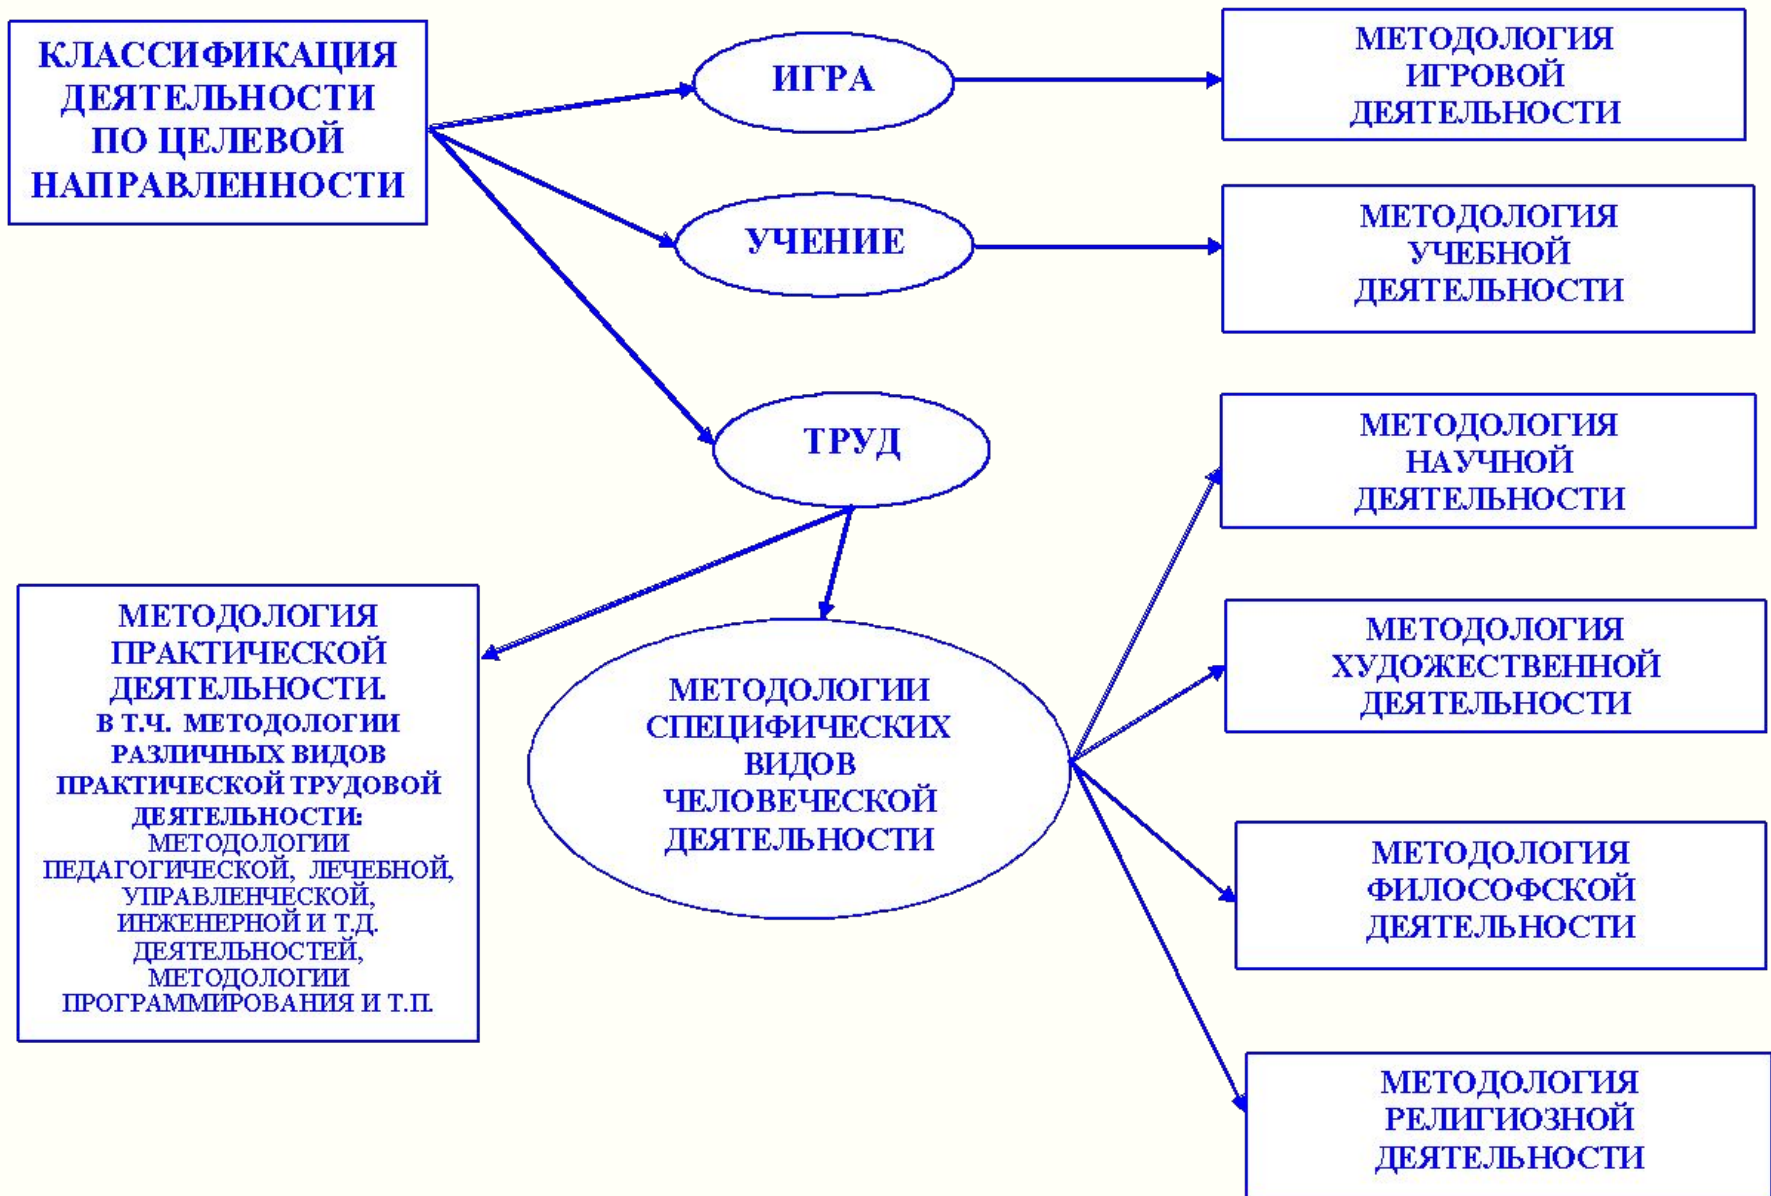 КЛАССИФИКАЦИЯ
ДЕЯТЕЛЬНОСТИ
ПО ЦЕЛЕВОЙ
НАПРАВЛЕННОСТИ
ИГРА
МЕТОДОЛОГИЯ
ИГРОВОЙ
ДЕЯТЕЛЬНОСТИ
УЧЕНИЕ
МЕТОДОЛОГИЯ
УЧЕБНОЙ
ДЕЯТЕЛЬНОСТИ
ТРУД
МЕТОДОЛОГИЯ
ПРАКТИЧЕСКОЙ
ДЕЯТЕЛЬНОСТИ.
В Т.Ч. МЕТОДОЛОГИИ
РАЗЛИЧНЫХ ВИДОВ
ПРАКТИЧЕСКОЙ ТРУДОВОЙ
ДЕЯТЕЛЬНОСТИ:
МЕТОДОЛОГИИ
ПЕДАГОГИЧЕСКОЙ, ЛЕЧЕБНОЙ,
УПРАВЛЕНЧЕСКОЙ,
ИНЖЕНЕРНОЙ И Т.Д.
ДЕЯТЕЛЬНОСТЕЙ,
МЕТОДОЛОГИИ
ПРОГРАММИРОВАНИЯ И Т.П.
МЕТОДОЛОГИИ
СПЕЦИФИЧЕСКИХ
ВИДОВ
ЧЕЛОВЕЧЕСКОЙ
ДЕЯТЕЛЬНОСТИ
МЕТОДОЛОГИЯ
НАУЧНОЙ
ДЕЯТЕЛЬНОСТИ
МЕТОДОЛОГИЯ
ХУДОЖЕСТВЕННОЙ
ДЕЯТЕЛЬНОСТИ
МЕТОДОЛОГИЯ
ФИЛОСОФСКОЙ
ДЕЯТЕЛЬНОСТИ
МЕТОДОЛОГИЯ
РЕЛИГИОЗНОЙ
ДЕЯТЕЛЬНОСТИ